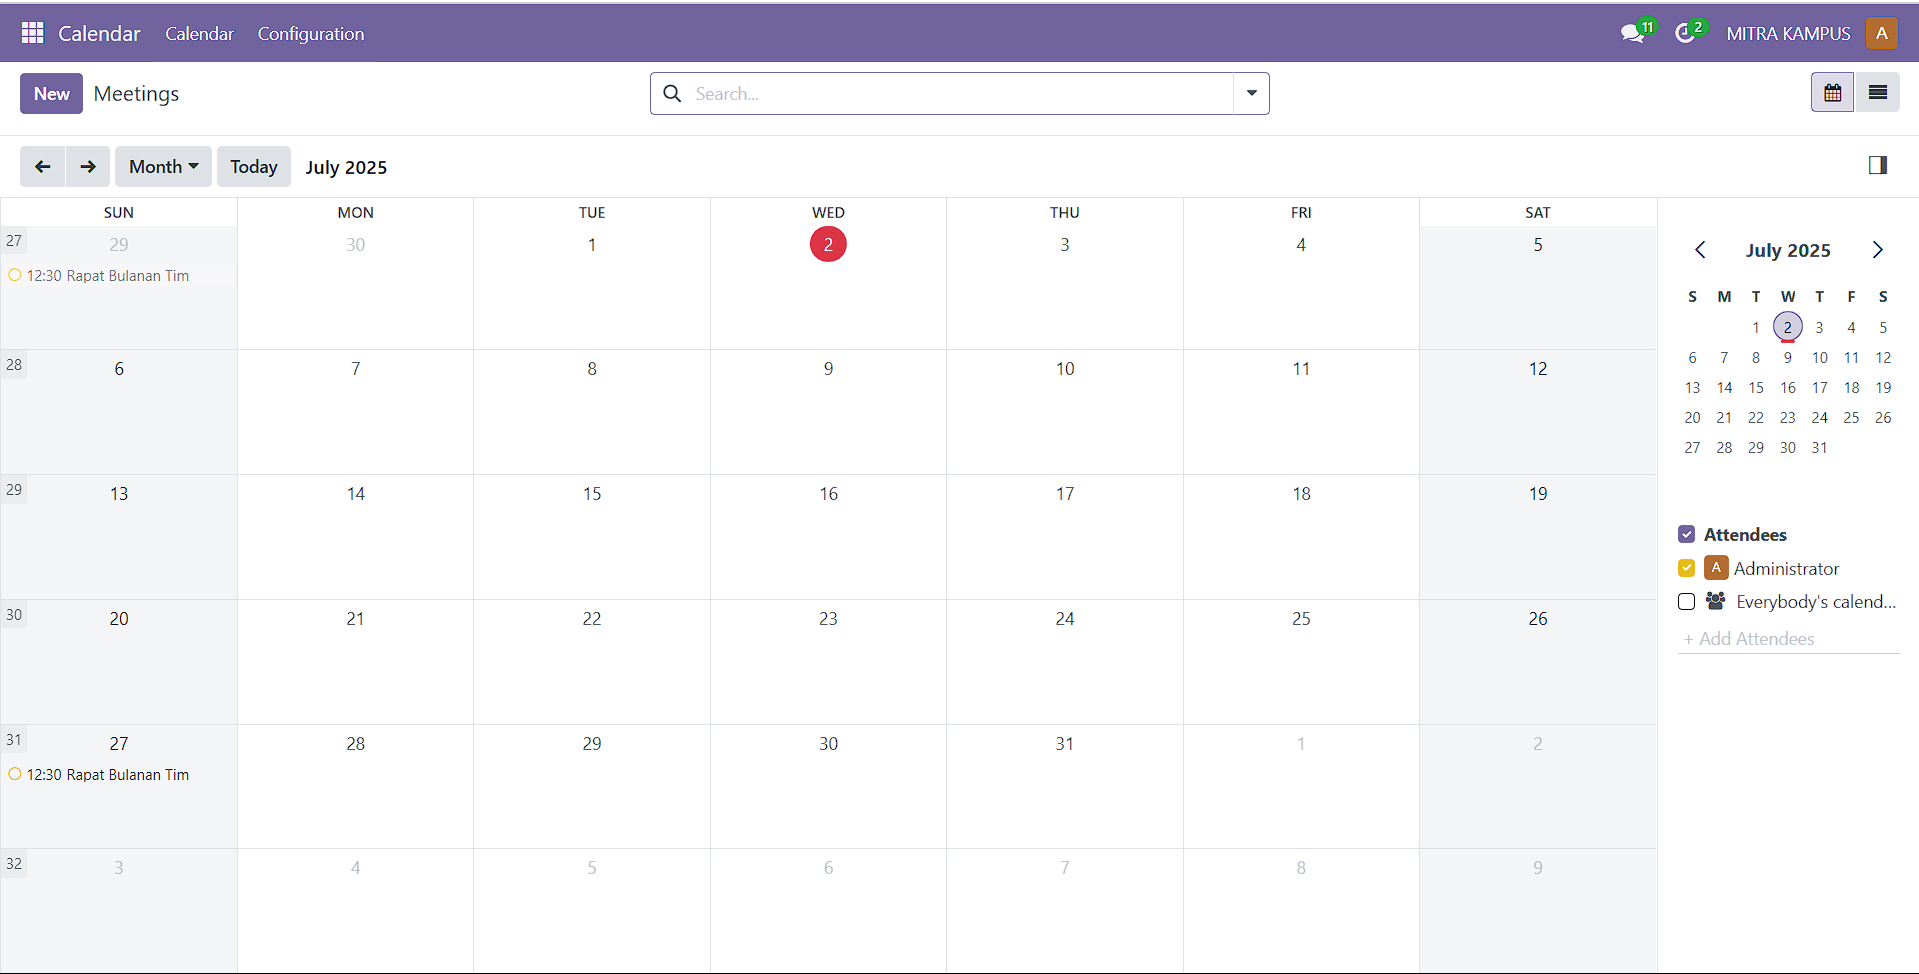 Calendar Calendar Configuration 11 2 MITRA KAMPUS A
New Meetings Search...
Month Today July 2025
SUN MON TUE WED THU FRI SAT
27 29 30 1 2 3 4 5
12:30 Rapat Bulanan Tim
28 6 7 8 9 10 11 12
29 13 14 15 16 17 18 19
30 20 21 22 23 24 25 26
31 27 28 29 30 31 1 2
12:30 Rapat Bulanan Tim
32 3 4 5 6 7 8 9
July 2025
S M T W T F S
1 2 3 4 5
6 7 8 9 10 11 12
13 14 15 16 17 18 19
20 21 22 23 24 25 26
27 28 29 30 31
Attendees
A Administrator
Everybody's calend...
+ Add Attendees